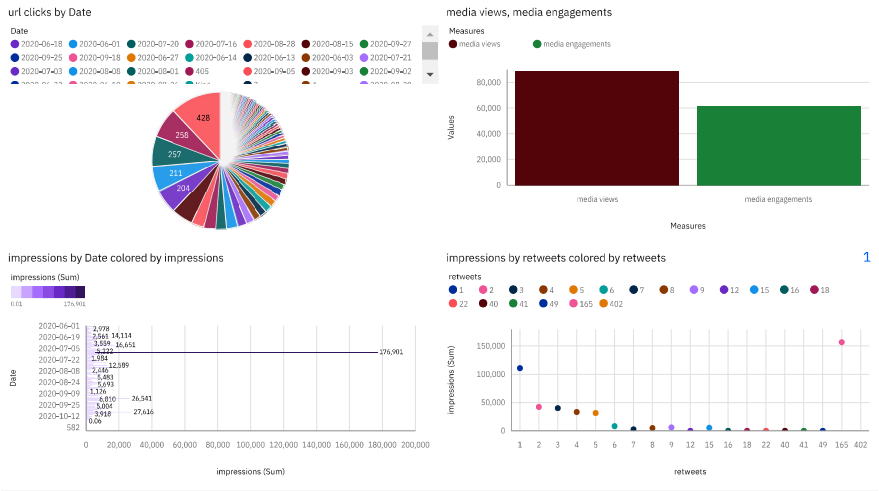 url clicks by Date
Date
2020-06-18 2020-06-01 2020-07-20 2020-07-16 2020-08-28 2020-08-15 2020-09-27
2020-09-25 2020-09-18 2020-06-27 2020-06-14 2020-06-13 2020-06-03 2020-07-21
2020-07-03 2020-08-08 2020-08-01 405 2020-09-05 2020-09-03 2020-09-02
428
258
257
211
204
media views, media engagements
Measures
media views media engagements
Values
80,000
60,000
40,000
20,000
0
media views media engagements
Measures
impressions by Date colored by impressions
impressions (Sum)
0.01 176,901
Date
2020-06-01
2020-06-19
2020-07-05
2020-07-22
2020-08-08
2020-08-24
2020-09-09
2020-09-25
2020-10-12
582
2,978
2,561 14,114
3,559 16,651
5,222
176,901
1,984
12,589
2,446
5,483
5,693
1,126
6,810 26,541
5,004
3,918 27,616
0.06
0 20,000 40,000 60,000 80,000 100,000 120,000 140,000 160,000 180,000 200,000
impressions (Sum)
impressions by retweets colored by retweets
1
retweets
1 2 3 4 5 6 7 8 9 12 15 16 18
22 40 41 49 165 402
impressions (Sum)
150,000
100,000
50,000
0
1 2 3 4 5 6 7 8 9 12 15 16 18 22 40 41 49 165 402
retweets